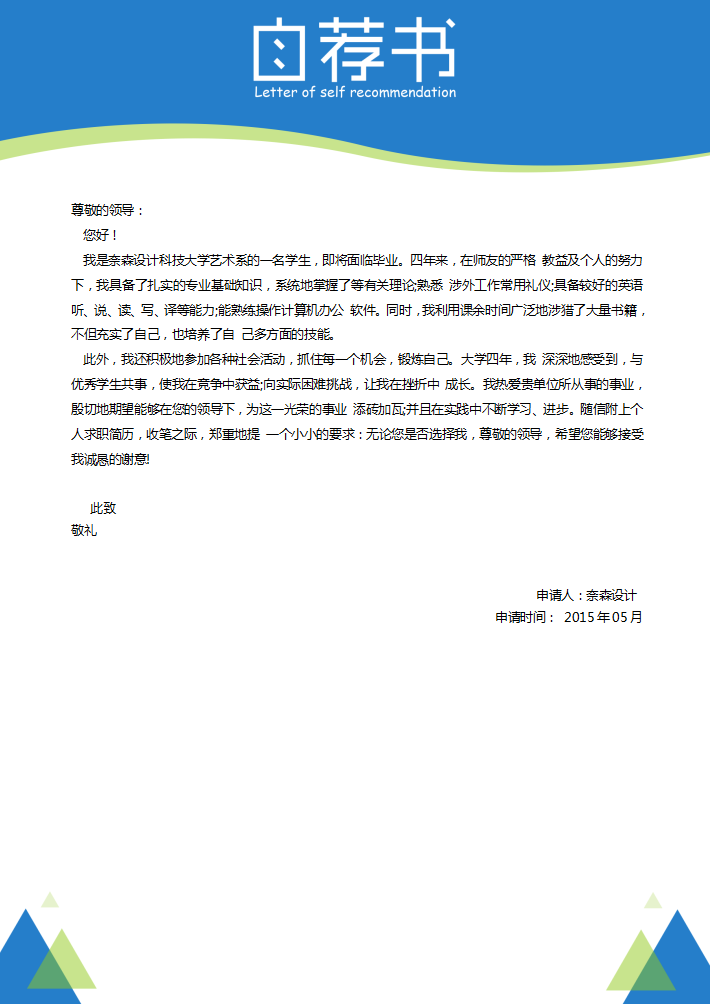 自荐书
Letter of self recommendation
尊敬的领导：
您好！
我是奈森设计科技大学艺术系的一名学生，即将面临毕业。四年来，在师友的严格 教益及个人的努力
下，我具备了扎实的专业基础知识，系统地掌握了等有关理论;熟悉 涉外工作常用礼仪;具备较好的英语
听、说、读、写、译等能力;能熟练操作计算机办公 软件。同时，我利用课余时间广泛地涉猎了大量书籍，
不但充实了自己，也培养了自 己多方面的技能。
此外，我还积极地参加各种社会活动，抓住每一个机会，锻炼自己。大学四年，我 深深地感受到，与
优秀学生共事，使我在竞争中获益;向实际困难挑战，让我在挫折中 成长。我热爱贵单位所从事的事业，
殷切地期望能够在您的领导下，为这一光荣的事业 添砖加瓦;并且在实践中不断学习、进步。随信附上个
人求职简历，收笔之际，郑重地提 一个小小的要求：无论您是否选择我，尊敬的领导，希望您能够接受
我诚恳的谢意!
此致
敬礼
申请人：奈森设计
申请时间： 2015 年 05 月